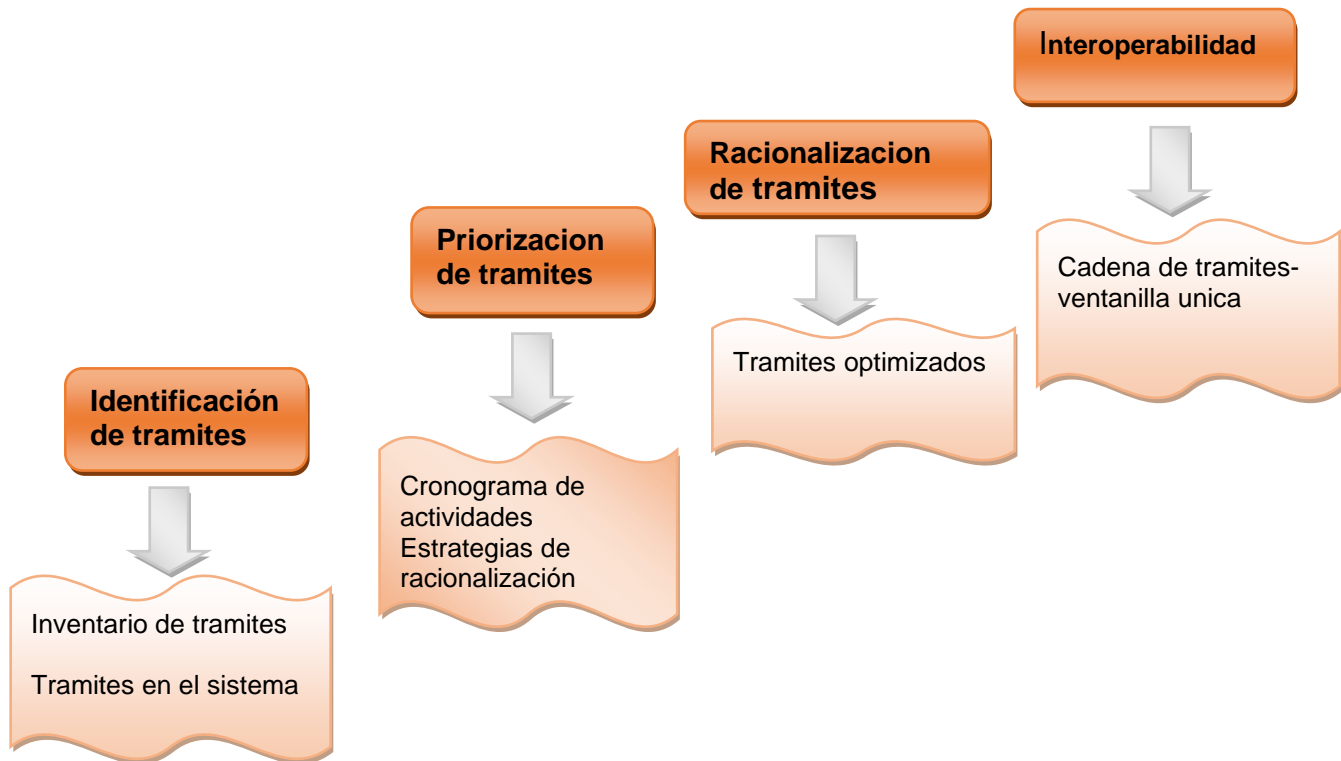 Identificación
de tramites
Inventario de tramites
Tramites en el sistema
Priorizacion
de tramites
Cronograma de
actividades
Estrategias de
racionalización
Racionalizacion
de tramites
Tramites optimizados
Interoperabilidad
Cadena de tramites-
ventanilla unica